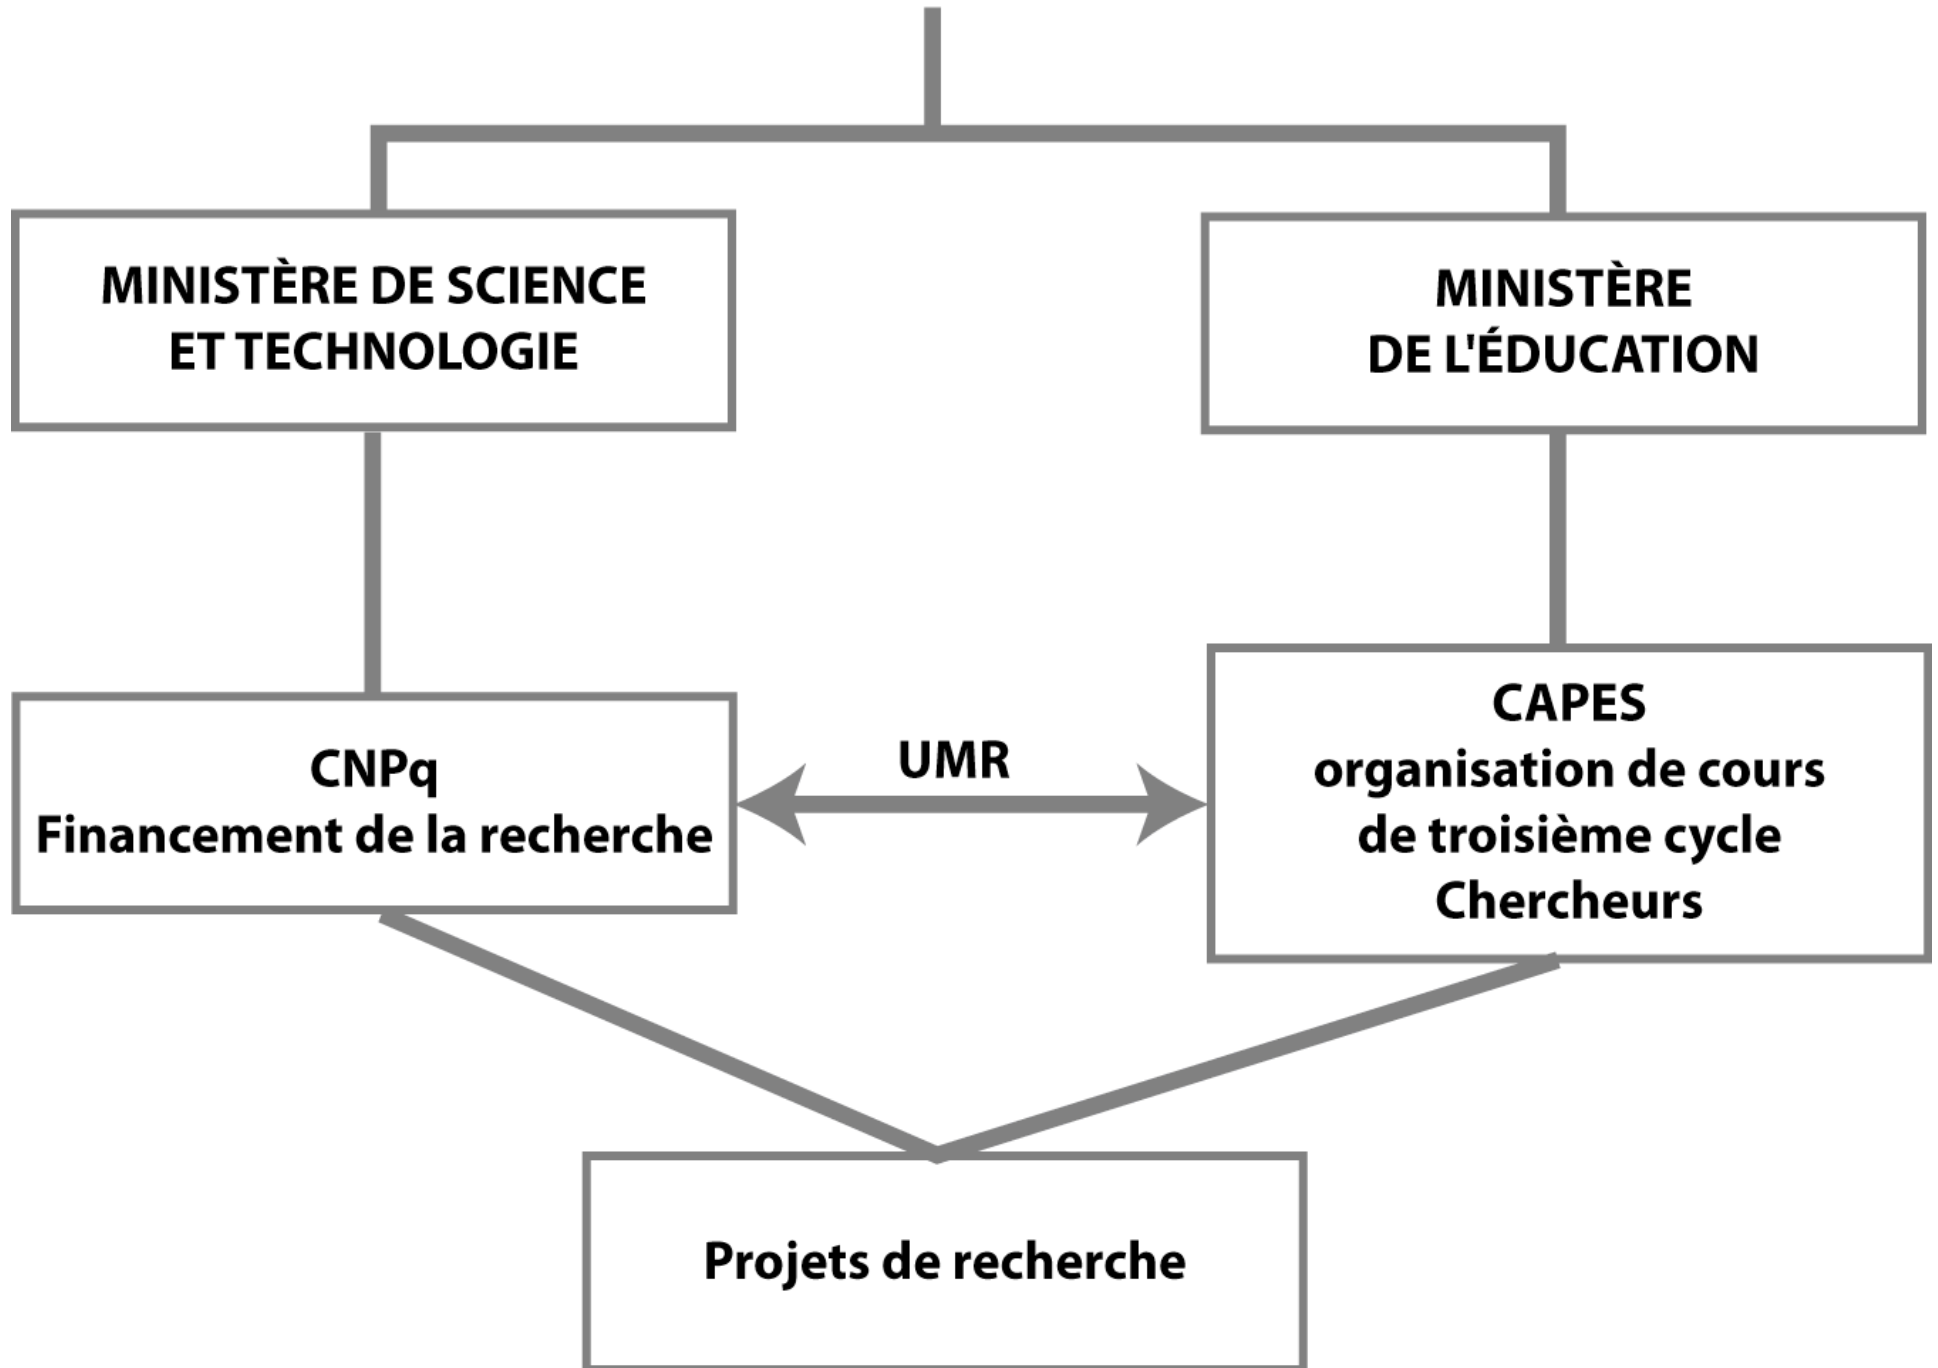 MINISTÈRE DE SCIENCE
ET TECHNOLOGIE
MINISTÈRE
DE L'ÉDUCATION
CNPq
Financement de la recherche
UMR
CAPES
organisation de cours
de troisième cycle
Chercheurs
Projets de recherche